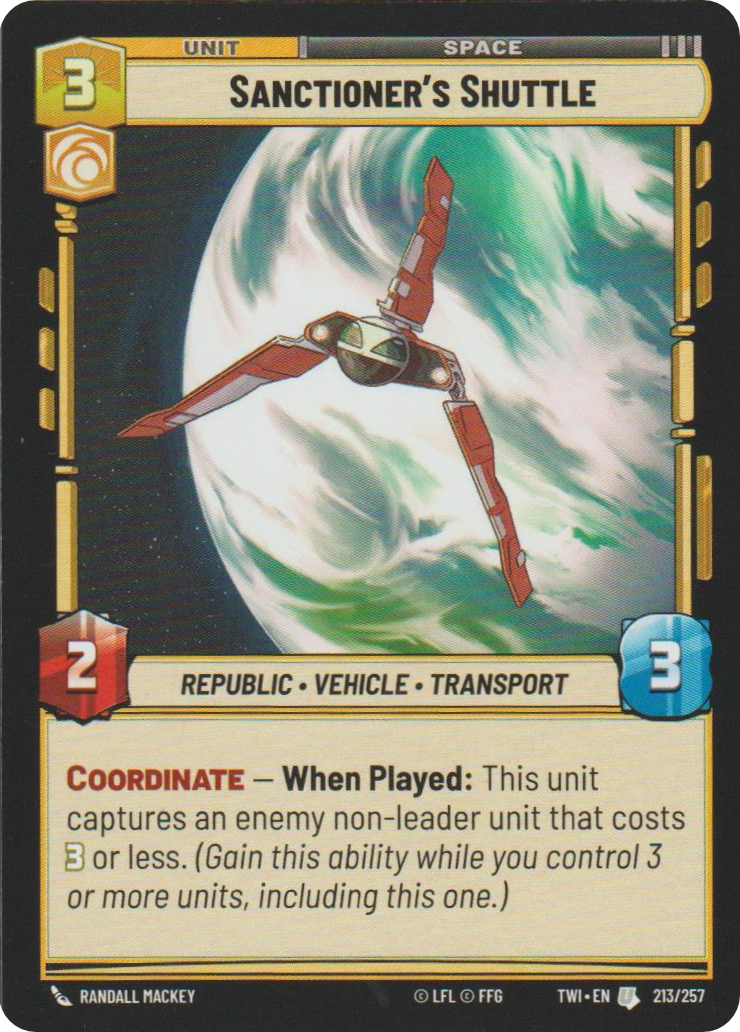 UNIT
SPACE
3
SANCTIONER'S SHUTTLE
2
REPUBLIC • VEHICLE • TRANSPORT
3
COORDINATE – When Played: This unit
captures an enemy non-leader unit that costs
3 or less. (Gain this ability while you control 3
or more units, including this one.)
RANDALL MACKEY
© LFL © FFG
TWI • EN
U
213/257